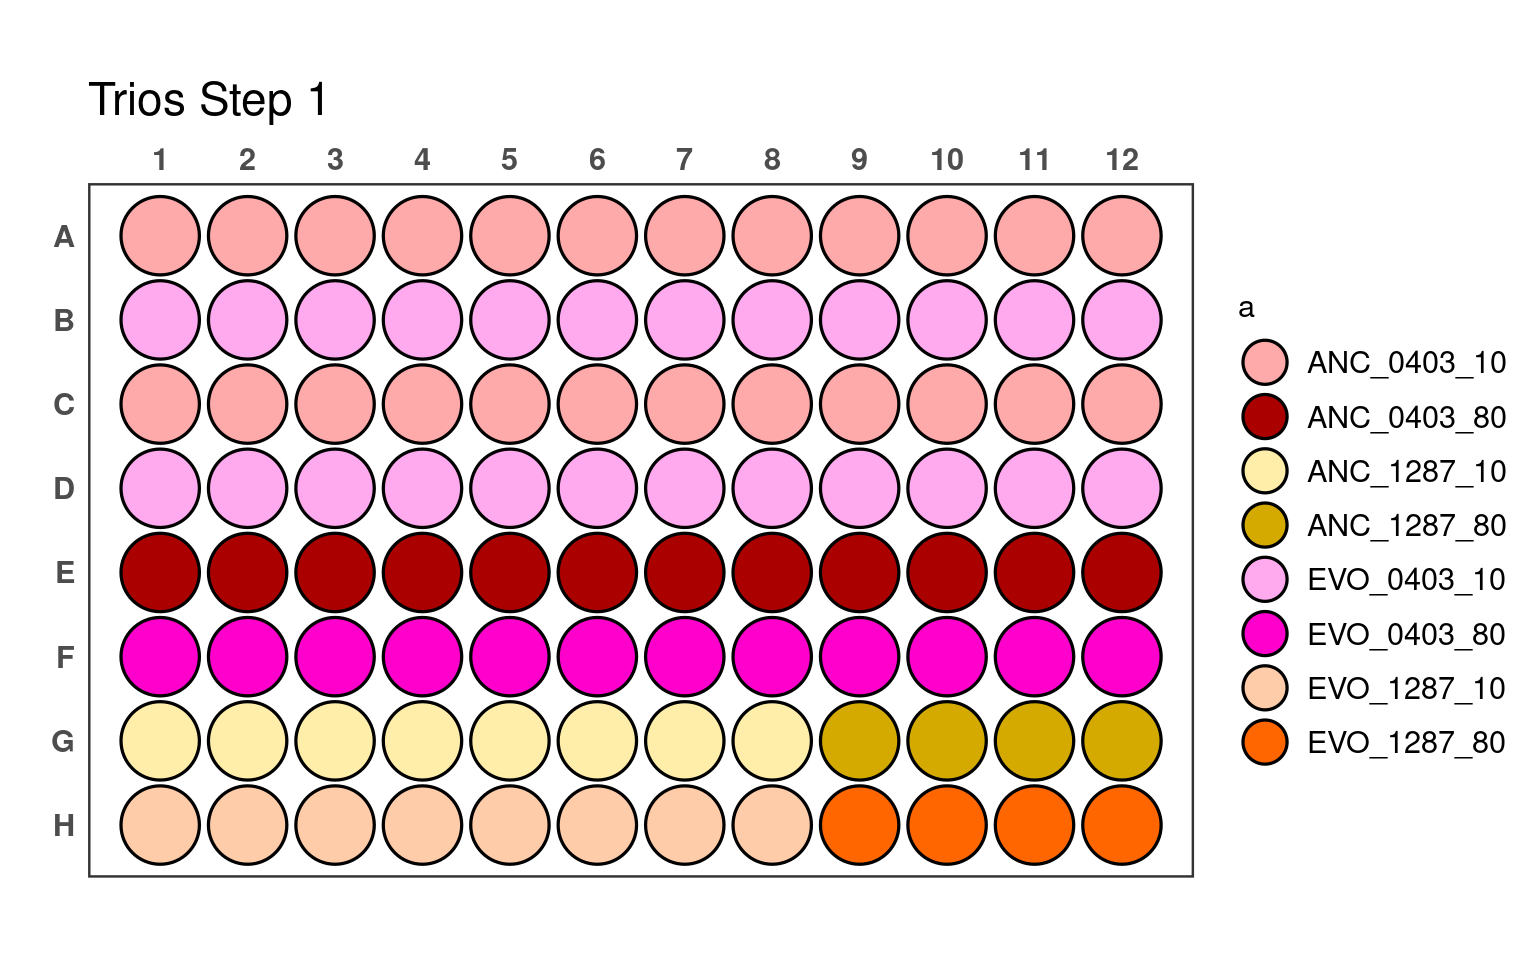 Trios Step 1
1 2 3 4 5 6 7 8 9 10 11 12
A
B
C
D
E
F
G
H
a
ANC_0403_10
ANC_0403_80
ANC_1287_10
ANC_1287_80
EVO_0403_10
EVO_0403_80
EVO_1287_10
EVO_1287_80